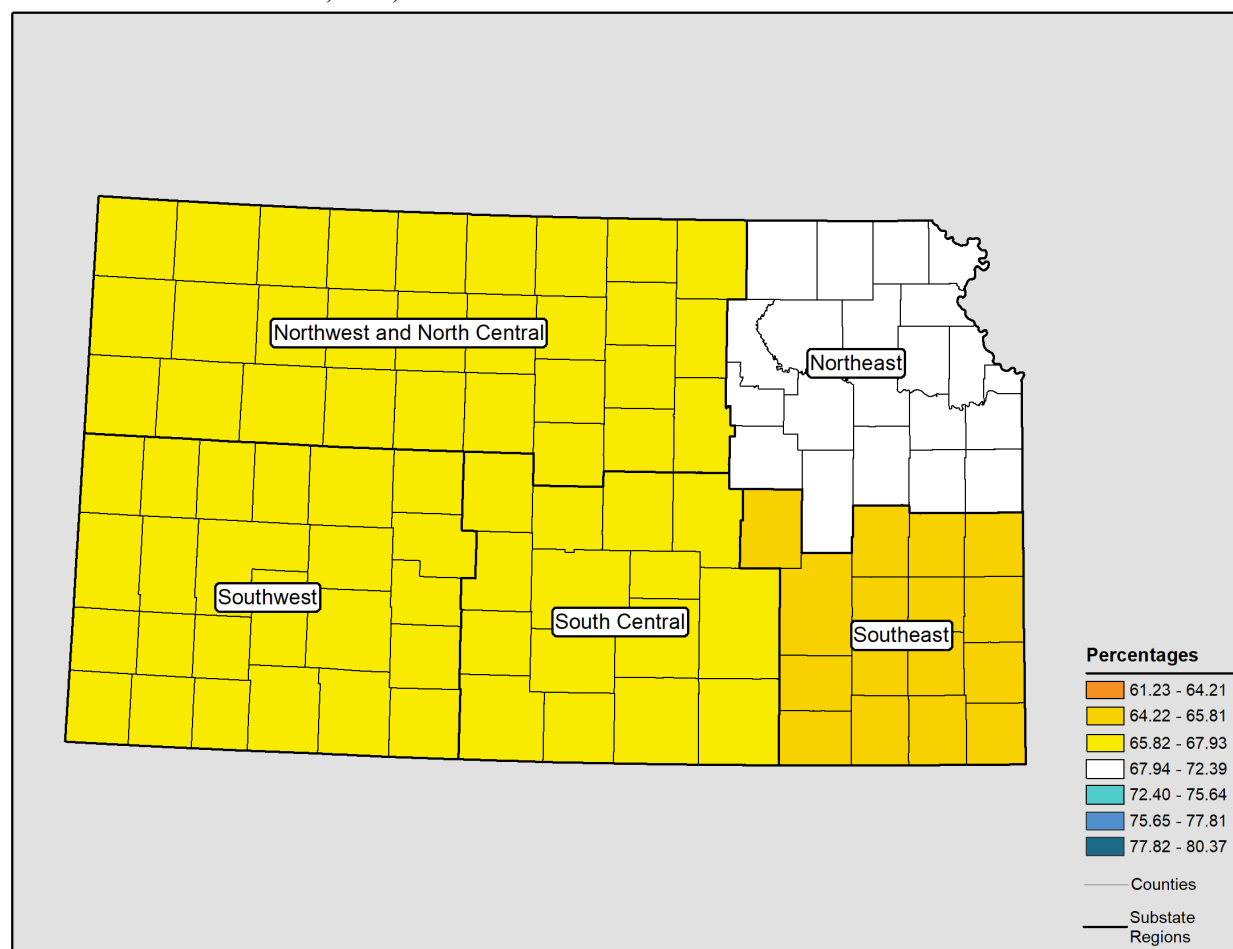 Northwest and North Central
Northeast
Southwest
South Central
Southeast
Percentages
61.23 - 64.21
64.22 - 65.81
65.82 - 67.93
67.94 - 72.39
72.40 - 75.64
75.65 - 77.81
77.82 - 80.37
Counties
Substate
Regions